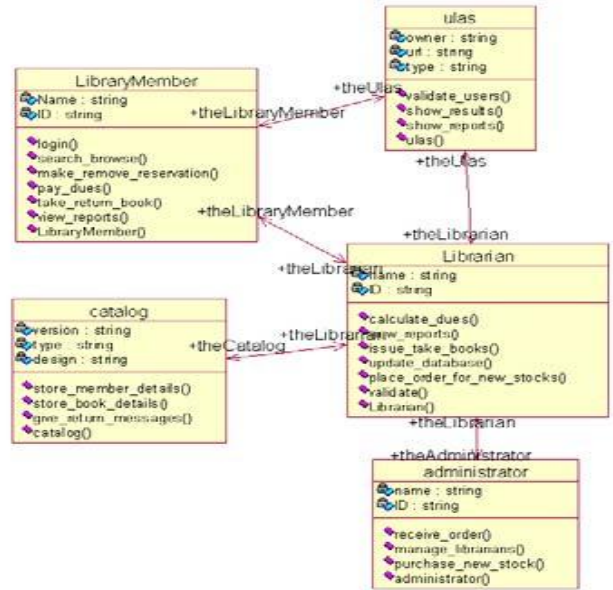 ulas
owner : string
url : string
type : string
validate_users()
show_results()
show_reports()
ulas()
LibraryMember
Name : string
ID : string
login()
search_browse()
make_remove_reservation()
pay_dues()
take_return_book()
view_reports()
LibraryMember()
+theUlas
+theLibraryMember
+theUlas
+theLibraryMember
+theLibrarian
+theLibrarian
Librarian
name : string
ID : string
calculate_dues()
issue_take_books()
update_database()
place_order_for_new_stocks()
validate()
Librarian()
catalog
version : string
type : string
design : string
store_member_details()
store_book_details()
give_return_messages()
catalog()
+theCatalog
+theLibrarian
+theLibrarian
+theAdministrator
administrator
name : string
ID : string
receive_order()
manage_librarians()
purchase_new_stock()
administrator()